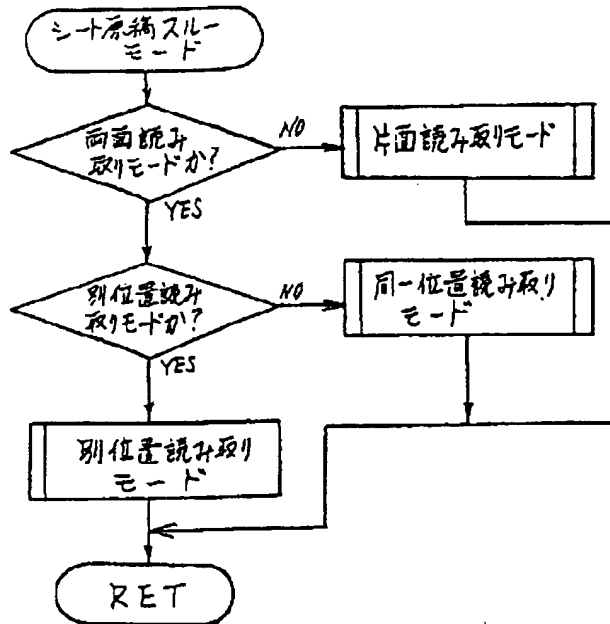 シート原稿スルー
モード
両面読み
取りモードか?
NO
片面読み取りモード
YES
別位置読み
取りモードか?
NO
同一位置読み取り
モード
YES
別位置読み取り
モード
RET